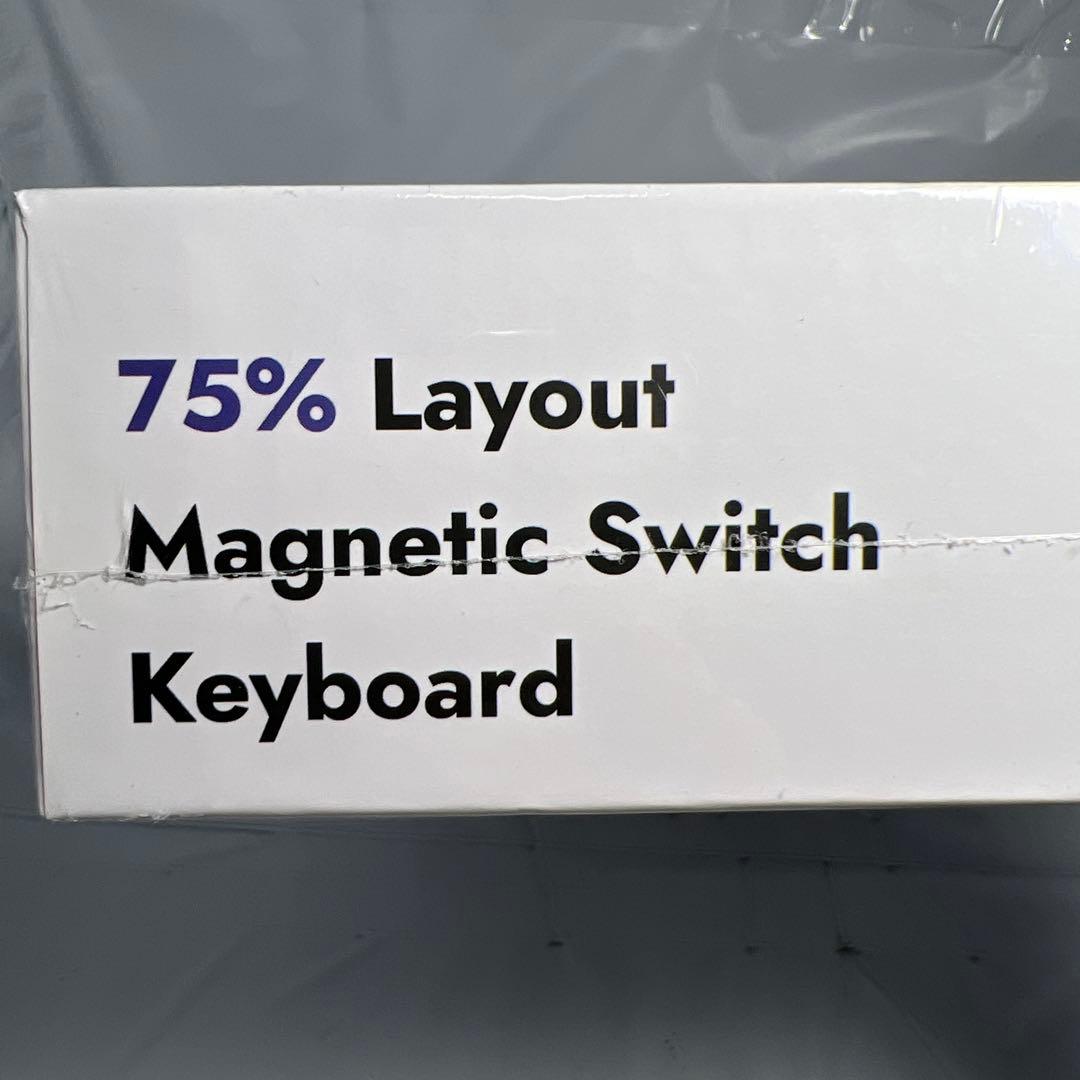 75% Layout
Magnetic Switch
Keyboard